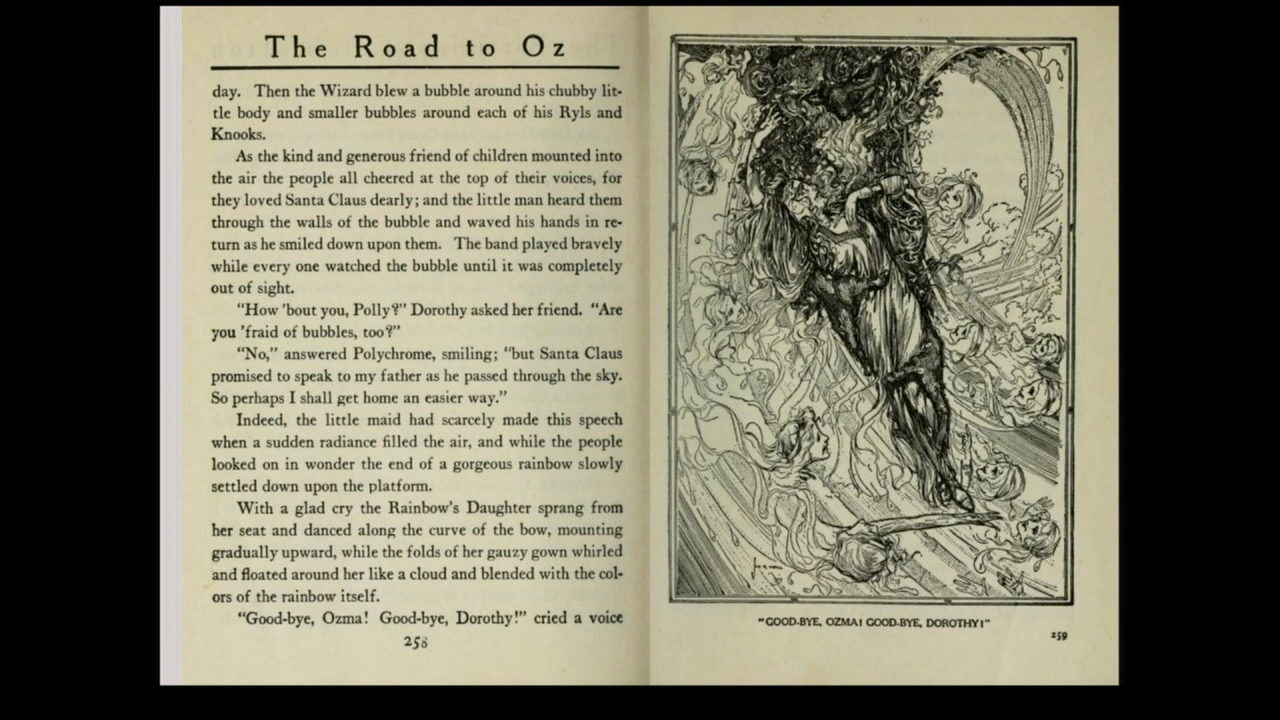 The Road to Oz
day. Then the Wizard blew a bubble around his chubby lit-
tle body and smaller bubbles around each of his Ryls and
Knooks.
As the kind and generous friend of children mounted into
the air the people all cheered at the top of their voices, for
they loved Santa Claus dearly; and the little man heard them
through the walls of the bubble and waved his hands in re-
turn as he smiled down upon them. The band played bravely
while every one watched the bubble until it was completely
out of sight.
"How 'bout you, Polly?" Dorothy asked her friend. "Are
you 'fraid of bubbles, too?"
"No," answered Polychrome, smiling; "but Santa Claus
promised to speak to my father as he passed through the sky.
So perhaps I shall get home an easier way."
Indeed, the little maid had scarcely made this speech
when a sudden radiance filled the air, and while the people
looked on in wonder the end of a gorgeous rainbow slowly
settled down upon the platform.
With a glad cry the Rainbow's Daughter sprang from
her seat and danced along the curve of the bow, mounting
gradually upward, while the folds of her gauzy gown whirled
and floated around her like a cloud and blended with the col-
ors of the rainbow itself.
"Good-bye, Ozma! Good-bye, Dorothy!" cried a voice
258
"GOOD-BYE, OZMA! GOOD-BYE, DOROTHY!"
259